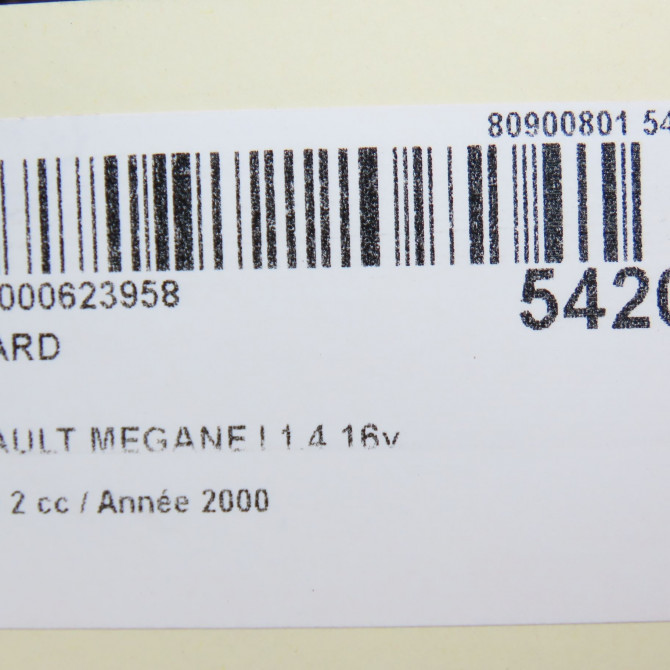 80900801 54
000623958
5420
ARD
AULT MEGANE I 1.4 16v
2 cc / Année 2000